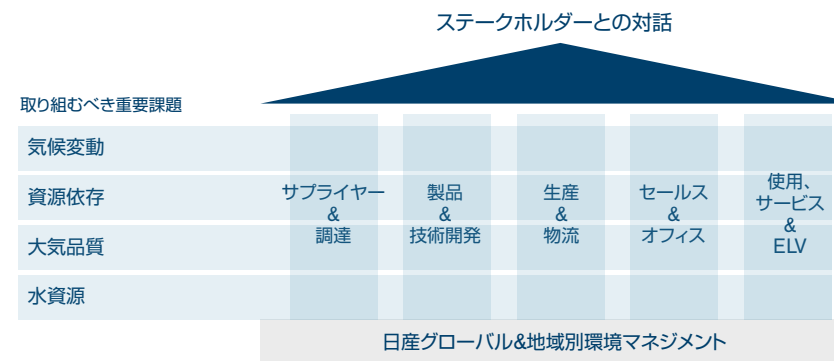 ステークホルダーとの対話
取り組むべき重要課題
気候変動
資源依存
大気品質
水資源
サプライヤー
&
調達
製品
&
技術開発
生産
&
物流
セールス
&
オフィス
使用、
サービス
&
ELV
日産グローバル&地域別環境マネジメント